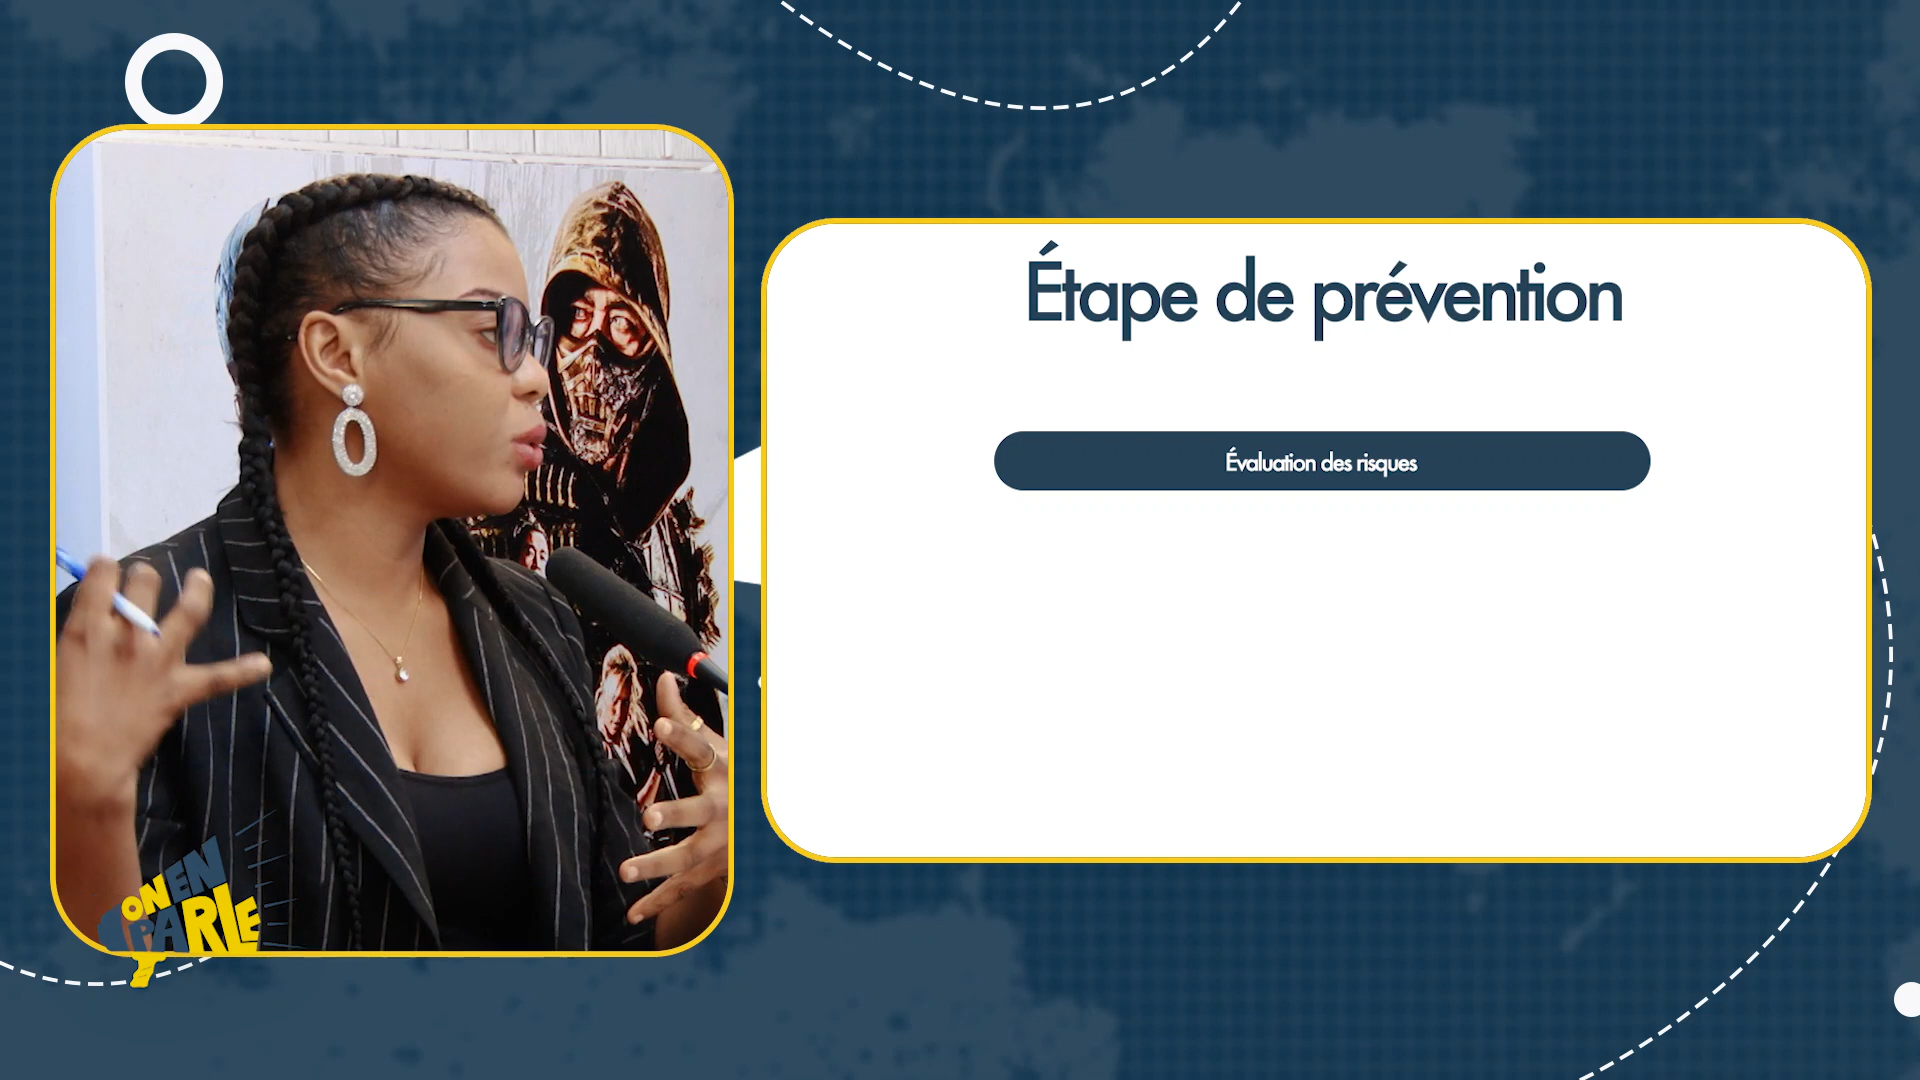 Étape de prévention
Évaluation des risques
ON EN
PARLE